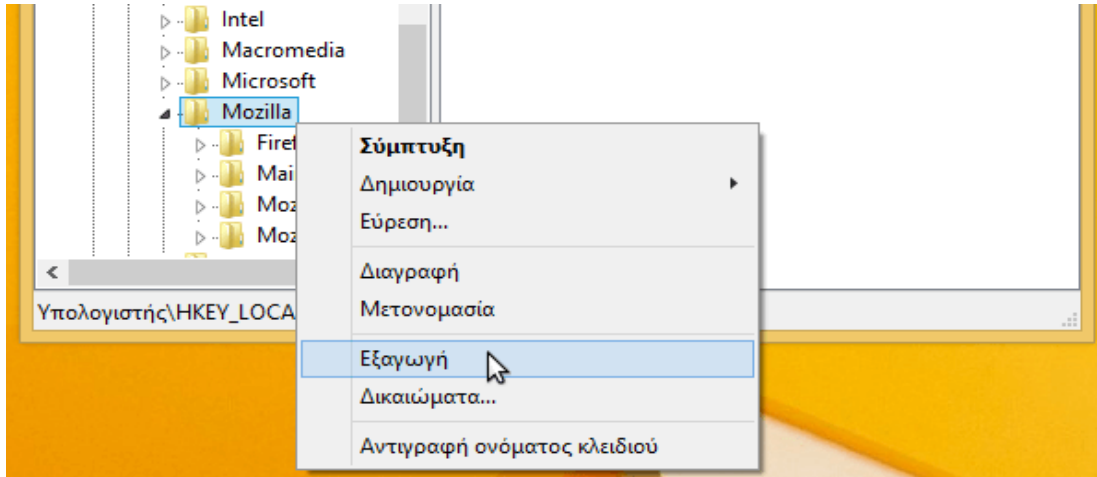 Intel
Macromedia
Microsoft
Mozilla
Σύμπτυξη
Δημιουργία
Εύρεση...
Διαγραφή
Μετονομασία
Υπολογιστής\HKEY_LOCA
Εξαγωγή
Δικαιώματα...
Αντιγραφή ονόματος κλειδιού